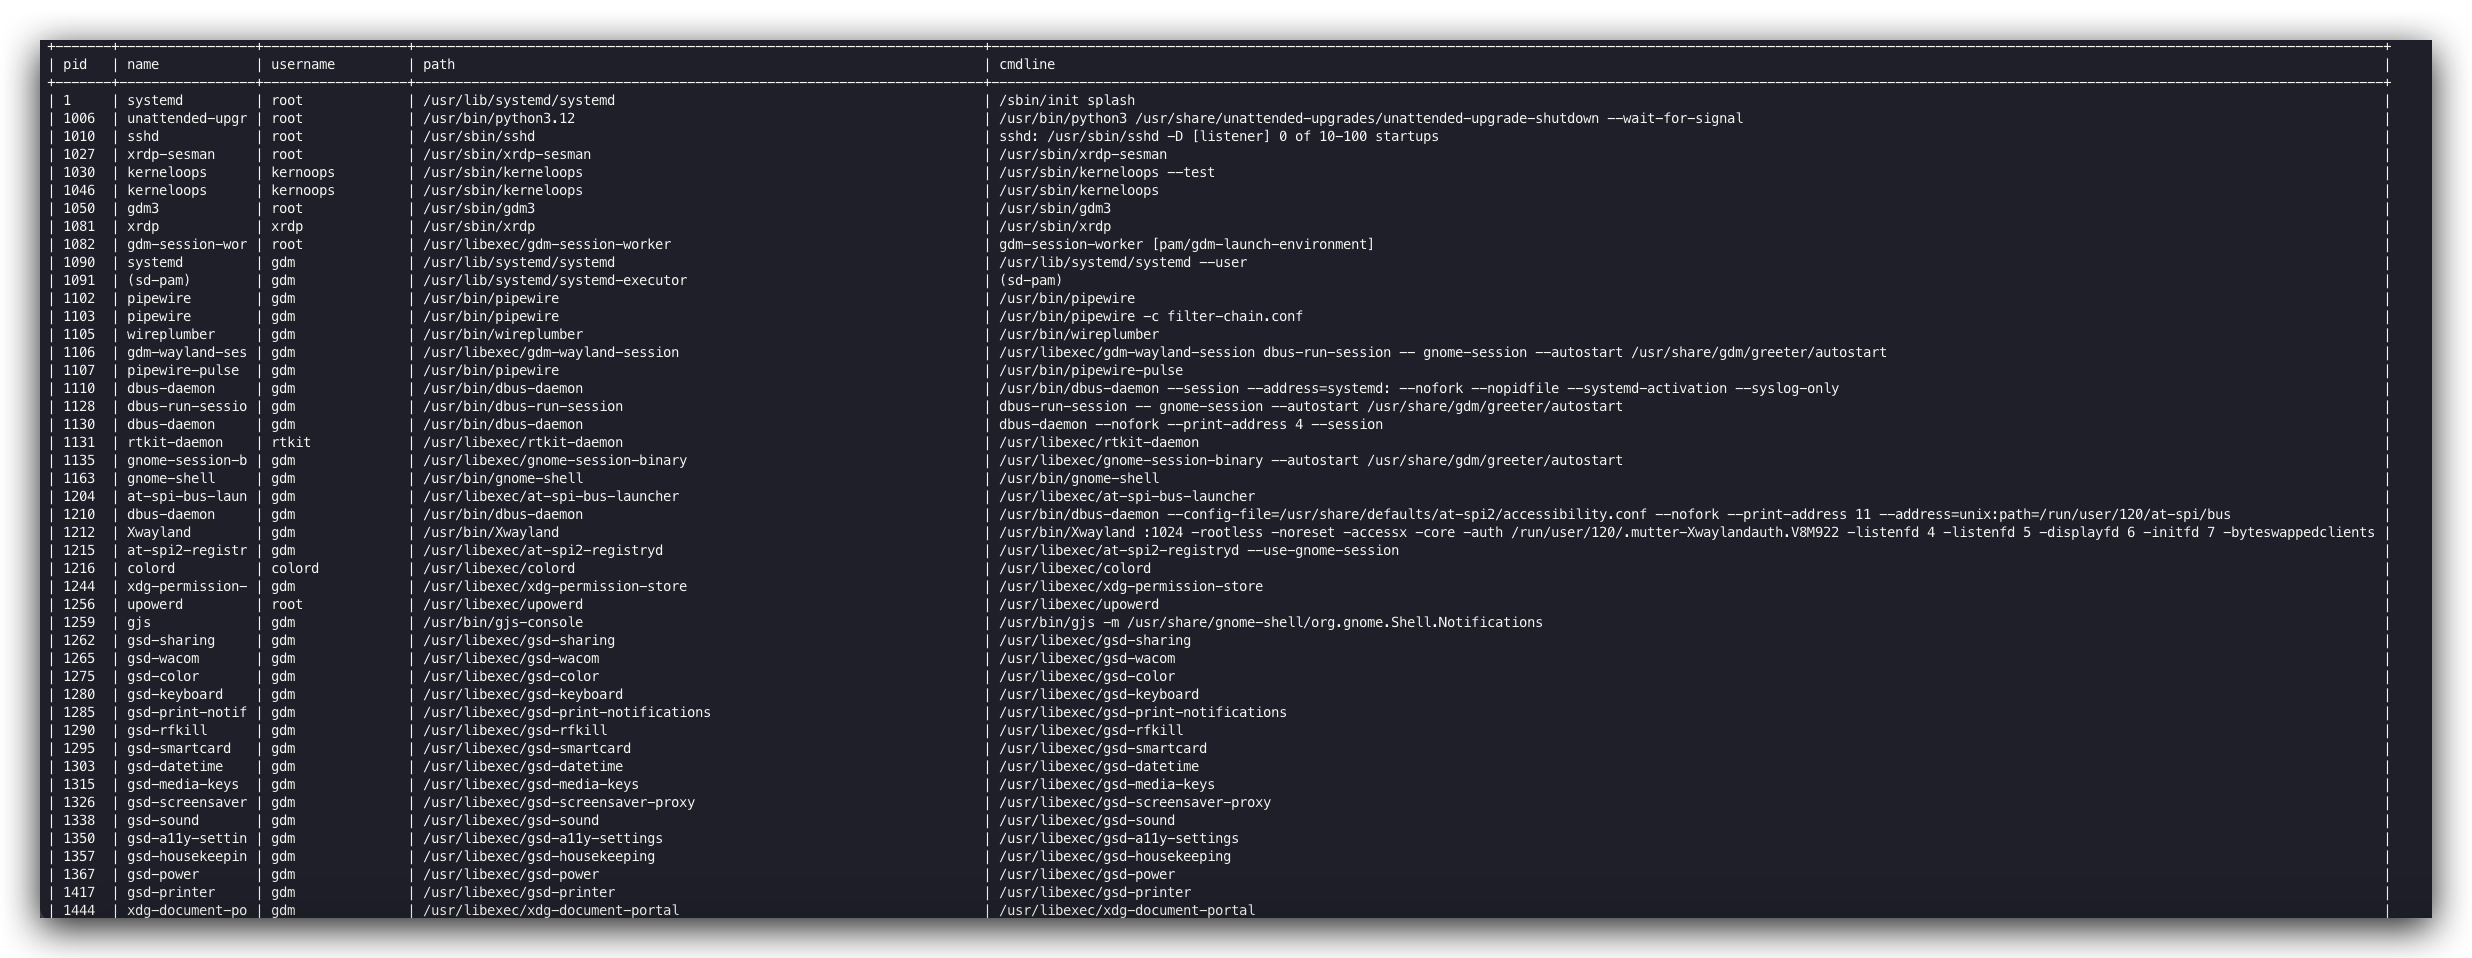 +-------+-----------------+------------------+-----------------------------------------------------------------------+------------------------------------------------------------------------------------------------------------------------------------------------------------------------------+
| pid | name | username | path | cmdline |
+-------+-----------------+------------------+-----------------------------------------------------------------------+------------------------------------------------------------------------------------------------------------------------------------------------------------------------------+
| 1 | systemd | root | /usr/lib/systemd/systemd | /sbin/init splash |
| 1006 | unattended-upgr | root | /usr/bin/python3.12 | /usr/bin/python3 /usr/share/unattended-upgrades/unattended-upgrade-shutdown --wait-for-signal |
| 1010 | sshd | root | /usr/sbin/sshd | sshd: /usr/sbin/sshd -D [listener] 0 of 10-100 startups |
| 1027 | xrdp-sesman | root | /usr/sbin/xrdp-sesman | /usr/sbin/xrdp-sesman |
| 1030 | kerneloops | kernoops | /usr/sbin/kerneloops | /usr/sbin/kerneloops --test |
| 1046 | kerneloops | kernoops | /usr/sbin/kerneloops | /usr/sbin/kerneloops |
| 1050 | gdm3 | root | /usr/sbin/gdm3 | /usr/sbin/gdm3 |
| 1081 | xrdp | xrdp | /usr/sbin/xrdp | /usr/sbin/xrdp |
| 1082 | gdm-session-wor | root | /usr/libexec/gdm-session-worker | gdm-session-worker [pam/gdm-launch-environment] |
| 1090 | systemd | gdm | /usr/lib/systemd/systemd | /usr/lib/systemd/systemd --user |
| 1091 | (sd-pam) | gdm | /usr/lib/systemd/systemd-executor | (sd-pam) |
| 1102 | pipewire | gdm | /usr/bin/pipewire | /usr/bin/pipewire |
| 1103 | pipewire | gdm | /usr/bin/pipewire | /usr/bin/pipewire -c filter-chain.conf |
| 1105 | wireplumber | gdm | /usr/bin/wireplumber | /usr/bin/wireplumber |
| 1106 | gdm-wayland-ses | gdm | /usr/libexec/gdm-wayland-session | /usr/libexec/gdm-wayland-session dbus-run-session -- gnome-session --autostart /usr/share/gdm/greeter/autostart |
| 1107 | pipewire-pulse | gdm | /usr/bin/pipewire | /usr/bin/pipewire-pulse |
| 1110 | dbus-daemon | gdm | /usr/bin/dbus-daemon | /usr/bin/dbus-daemon --session --address=systemd: --nofork --nopidfile --systemd-activation --syslog-only |
| 1128 | dbus-run-sessio | gdm | /usr/bin/dbus-run-session | dbus-run-session -- gnome-session --autostart /usr/share/gdm/greeter/autostart |
| 1130 | dbus-daemon | gdm | /usr/bin/dbus-daemon | dbus-daemon --nofork --print-address 4 --session |
| 1131 | rtkit-daemon | rtkit | /usr/libexec/rtkit-daemon | /usr/libexec/rtkit-daemon |
| 1135 | gnome-session-b | gdm | /usr/libexec/gnome-session-binary | /usr/libexec/gnome-session-binary --autostart /usr/share/gdm/greeter/autostart |
| 1163 | gnome-shell | gdm | /usr/bin/gnome-shell | /usr/bin/gnome-shell |
| 1204 | at-spi-bus-laun | gdm | /usr/libexec/at-spi-bus-launcher | /usr/libexec/at-spi-bus-launcher |
| 1210 | dbus-daemon | gdm | /usr/bin/dbus-daemon | /usr/bin/dbus-daemon --config-file=/usr/share/defaults/at-spi2/accessibility.conf --nofork --print-address 11 --address=unix:path=/run/user/120/at-spi/bus |
| 1212 | Xwayland | gdm | /usr/bin/Xwayland | /usr/bin/Xwayland :1024 -rootless -noreset -accessx -core -auth /run/user/120/.mutter-Xwaylandauth.V8M922 -listenfd 4 -listenfd 5 -displayfd 6 -initfd 7 -byteswappedclients |
| 1215 | at-spi2-registr | gdm | /usr/libexec/at-spi2-registryd | /usr/libexec/at-spi2-registryd --use-gnome-session |
| 1216 | colord | colord | /usr/libexec/colord | /usr/libexec/colord |
| 1244 | xdg-permission- | gdm | /usr/libexec/xdg-permission-store | /usr/libexec/xdg-permission-store |
| 1256 | upowerd | root | /usr/libexec/upowerd | /usr/libexec/upowerd |
| 1259 | gjs | gdm | /usr/bin/gjs-console | /usr/bin/gjs -m /usr/share/gnome-shell/org.gnome.Shell.Notifications |
| 1262 | gsd-sharing | gdm | /usr/libexec/gsd-sharing | /usr/libexec/gsd-sharing |
| 1265 | gsd-wacom | gdm | /usr/libexec/gsd-wacom | /usr/libexec/gsd-wacom |
| 1275 | gsd-color | gdm | /usr/libexec/gsd-color | /usr/libexec/gsd-color |
| 1280 | gsd-keyboard | gdm | /usr/libexec/gsd-keyboard | /usr/libexec/gsd-keyboard |
| 1285 | gsd-print-notif | gdm | /usr/libexec/gsd-print-notifications | /usr/libexec/gsd-print-notifications |
| 1290 | gsd-rfkill | gdm | /usr/libexec/gsd-rfkill | /usr/libexec/gsd-rfkill |
| 1295 | gsd-smartcard | gdm | /usr/libexec/gsd-smartcard | /usr/libexec/gsd-smartcard |
| 1303 | gsd-datetime | gdm | /usr/libexec/gsd-datetime | /usr/libexec/gsd-datetime |
| 1315 | gsd-media-keys | gdm | /usr/libexec/gsd-media-keys | /usr/libexec/gsd-media-keys |
| 1326 | gsd-screensaver | gdm | /usr/libexec/gsd-screensaver-proxy | /usr/libexec/gsd-screensaver-proxy |
| 1338 | gsd-sound | gdm | /usr/libexec/gsd-sound | /usr/libexec/gsd-sound |
| 1350 | gsd-a11y-settin | gdm | /usr/libexec/gsd-a11y-settings | /usr/libexec/gsd-a11y-settings |
| 1357 | gsd-housekeepin | gdm | /usr/libexec/gsd-housekeeping | /usr/libexec/gsd-housekeeping |
| 1367 | gsd-power | gdm | /usr/libexec/gsd-power | /usr/libexec/gsd-power |
| 1417 | gsd-printer | gdm | /usr/libexec/gsd-printer | /usr/libexec/gsd-printer |
| 1444 | xdg-document-po | gdm | /usr/libexec/xdg-document-portal | /usr/libexec/xdg-document-portal |